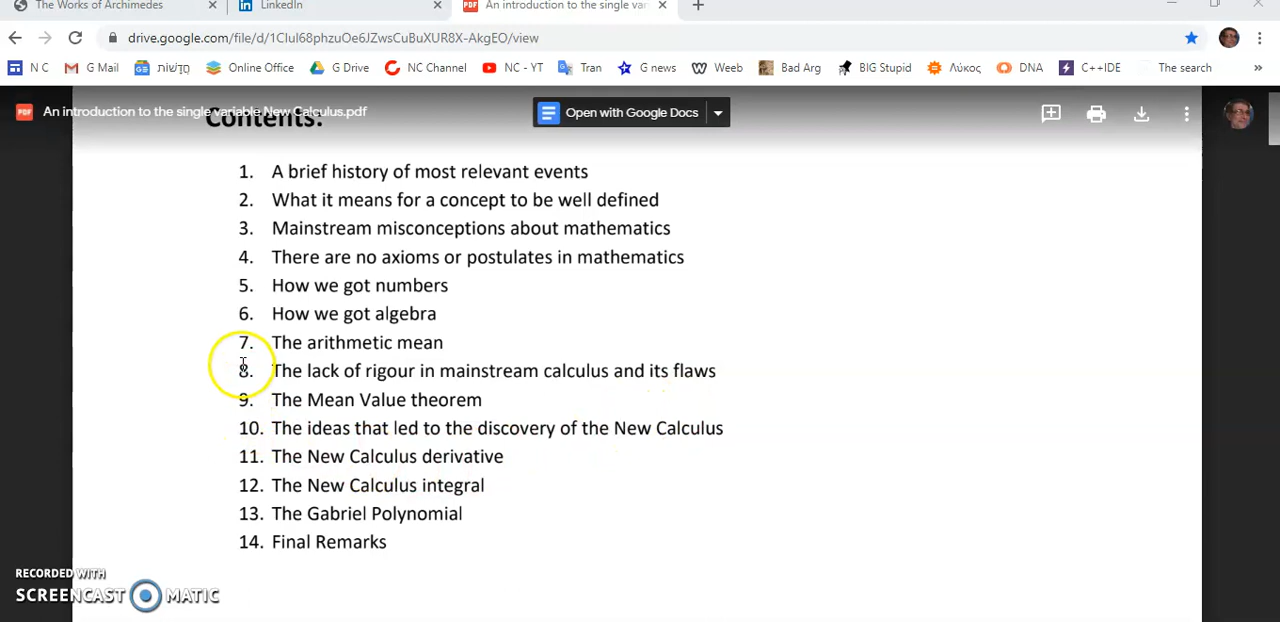 The Works of Archimedes
LinkedIn
An introduction to the single var
drive.google.com/file/d/1CIul68phzuOe6JZwsCuBuXUR8X-AkgEO/view
N C
G Mail
חֲדָשׁוֹת
Online Office
G Drive
NC Channel
NC - YT
Tran
G news
Weeb
Bad Arg
BIG Stupid
Λύκος
DNA
C++IDE
The search
»
PDF An introduction to the single variable New Calculus.pdf
Open with Google Docs
Contents:
1. A brief history of most relevant events
2. What it means for a concept to be well defined
3. Mainstream misconceptions about mathematics
4. There are no axioms or postulates in mathematics
5. How we got numbers
6. How we got algebra
7. The arithmetic mean
8. The lack of rigour in mainstream calculus and its flaws
9. The Mean Value theorem
10. The ideas that led to the discovery of the New Calculus
11. The New Calculus derivative
12. The New Calculus integral
13. The Gabriel Polynomial
14. Final Remarks
RECORDED WITH
SCREENCAST MATIC